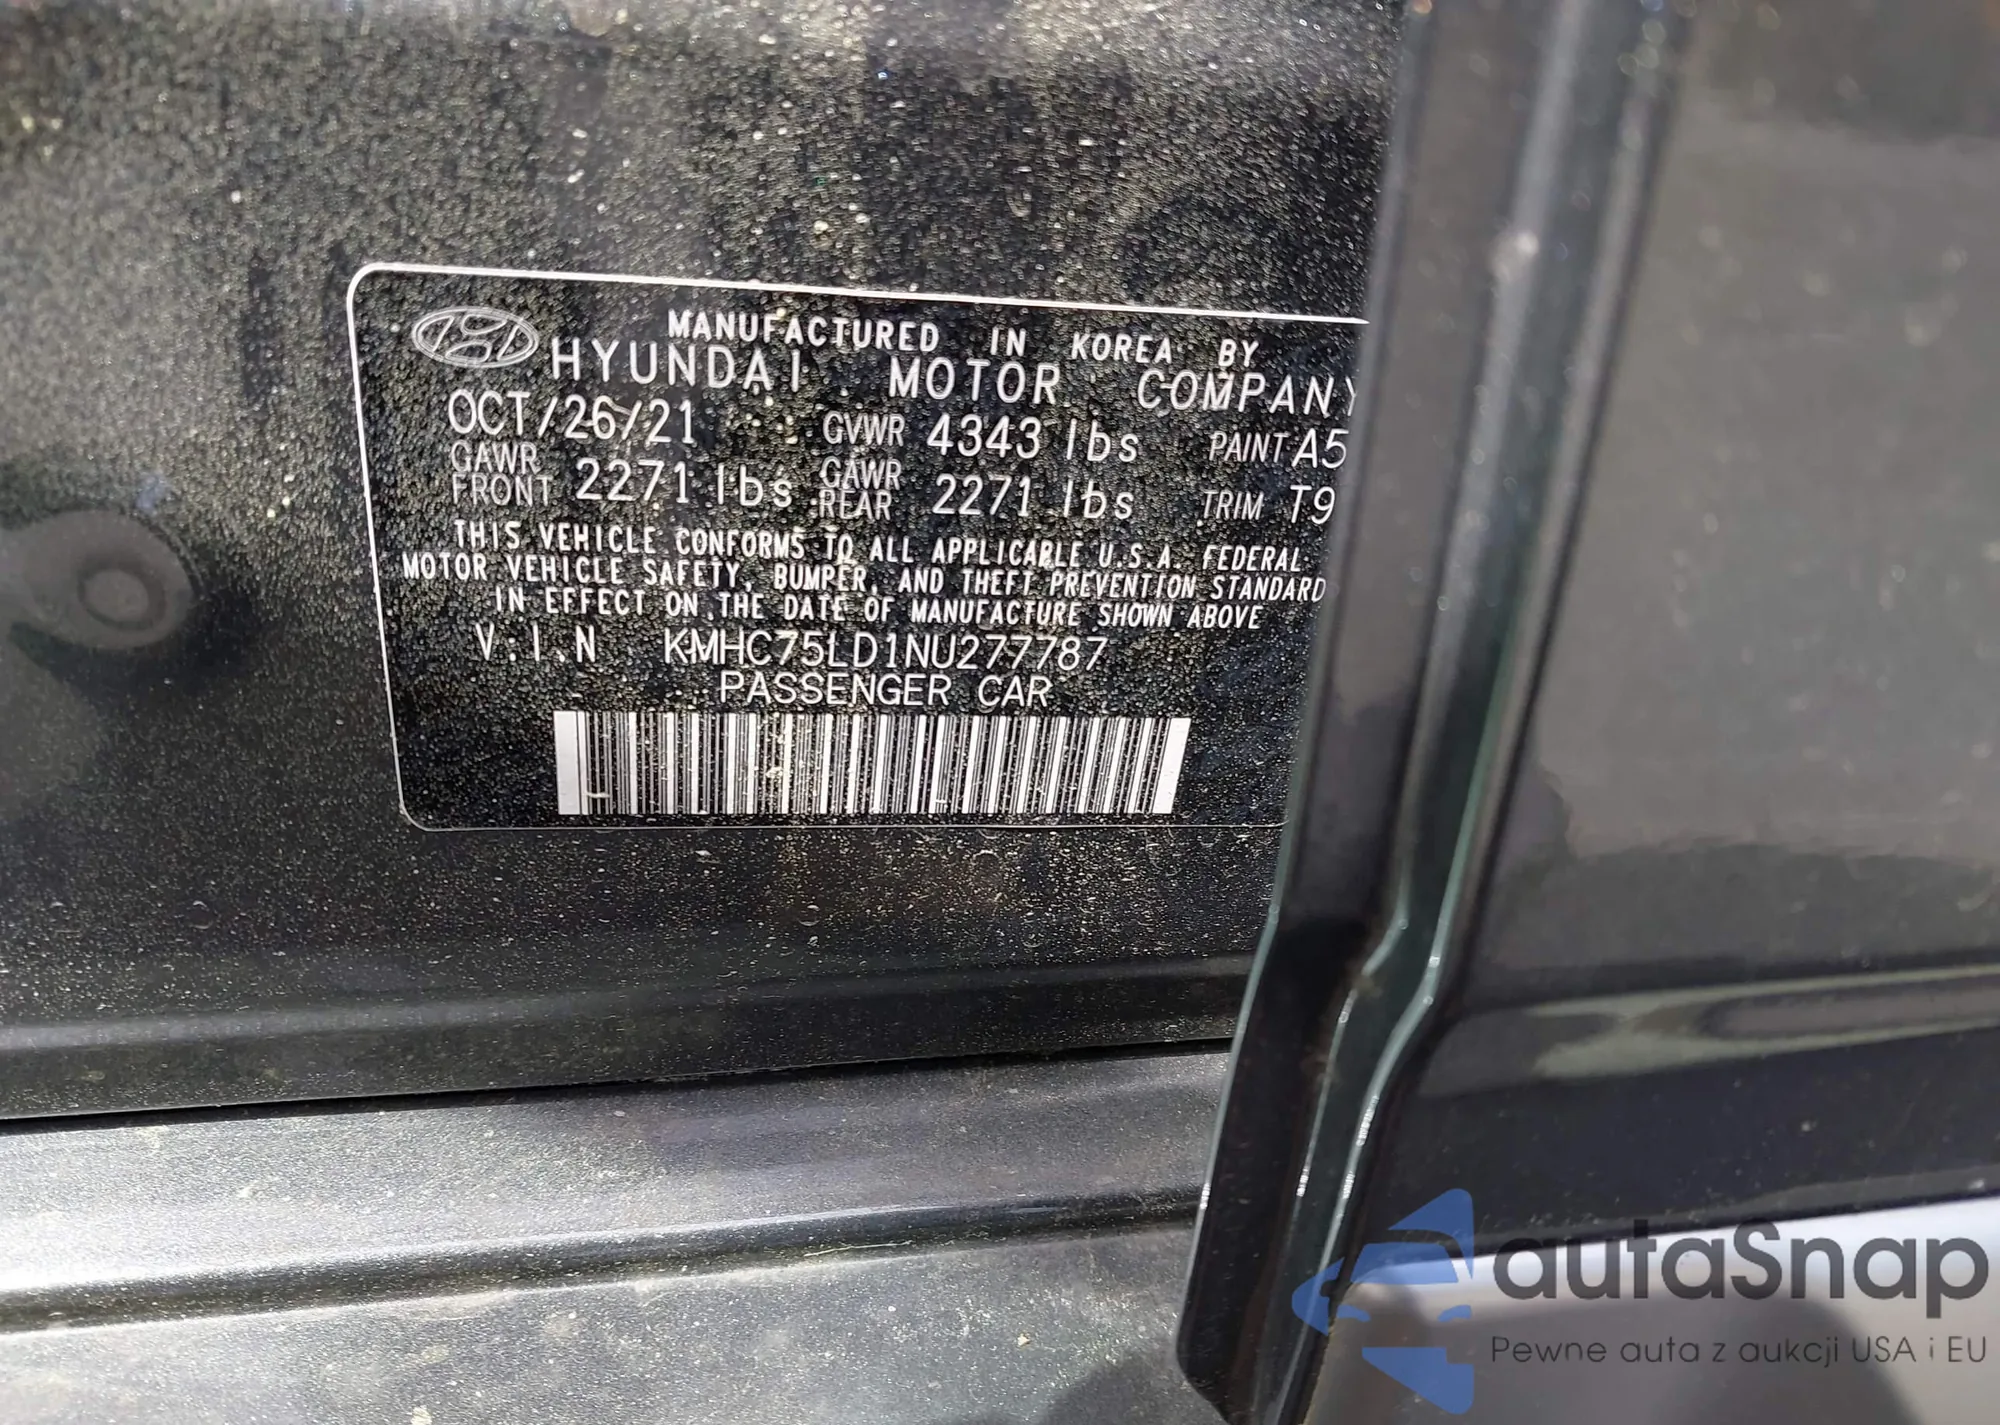 MANUFACTURED IN KOREA BY
HYUNDAI MOTOR COMPANY
OCT/26/21 GVWR 4343 lbs PAINT A5
GAWR FRONT 2271 lbs GAWR REAR 2271 lbs TRIM T9
THIS VEHICLE CONFORMS TO ALL APPLICABLE U.S.A. FEDERAL
MOTOR VEHICLE SAFETY, BUMPER, AND THEFT PREVENTION STANDARD
IN EFFECT ON THE DATE OF MANUFACTURE SHOWN ABOVE
V.I.N KMHC75LD1NU277787
PASSENGER CAR
autaSnap
Pewne auta z aukcji USA i EU